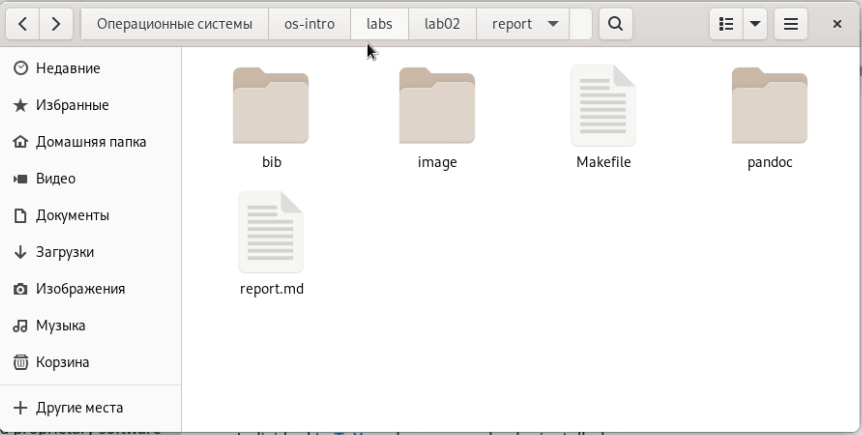 Операционные системы os-intro labs lab02 report
Недавние
Избранные
Домашняя папка
Видео
Документы
Загрузки
Изображения
Музыка
Корзина
Другие места
bib image Makefile pandoc
report.md